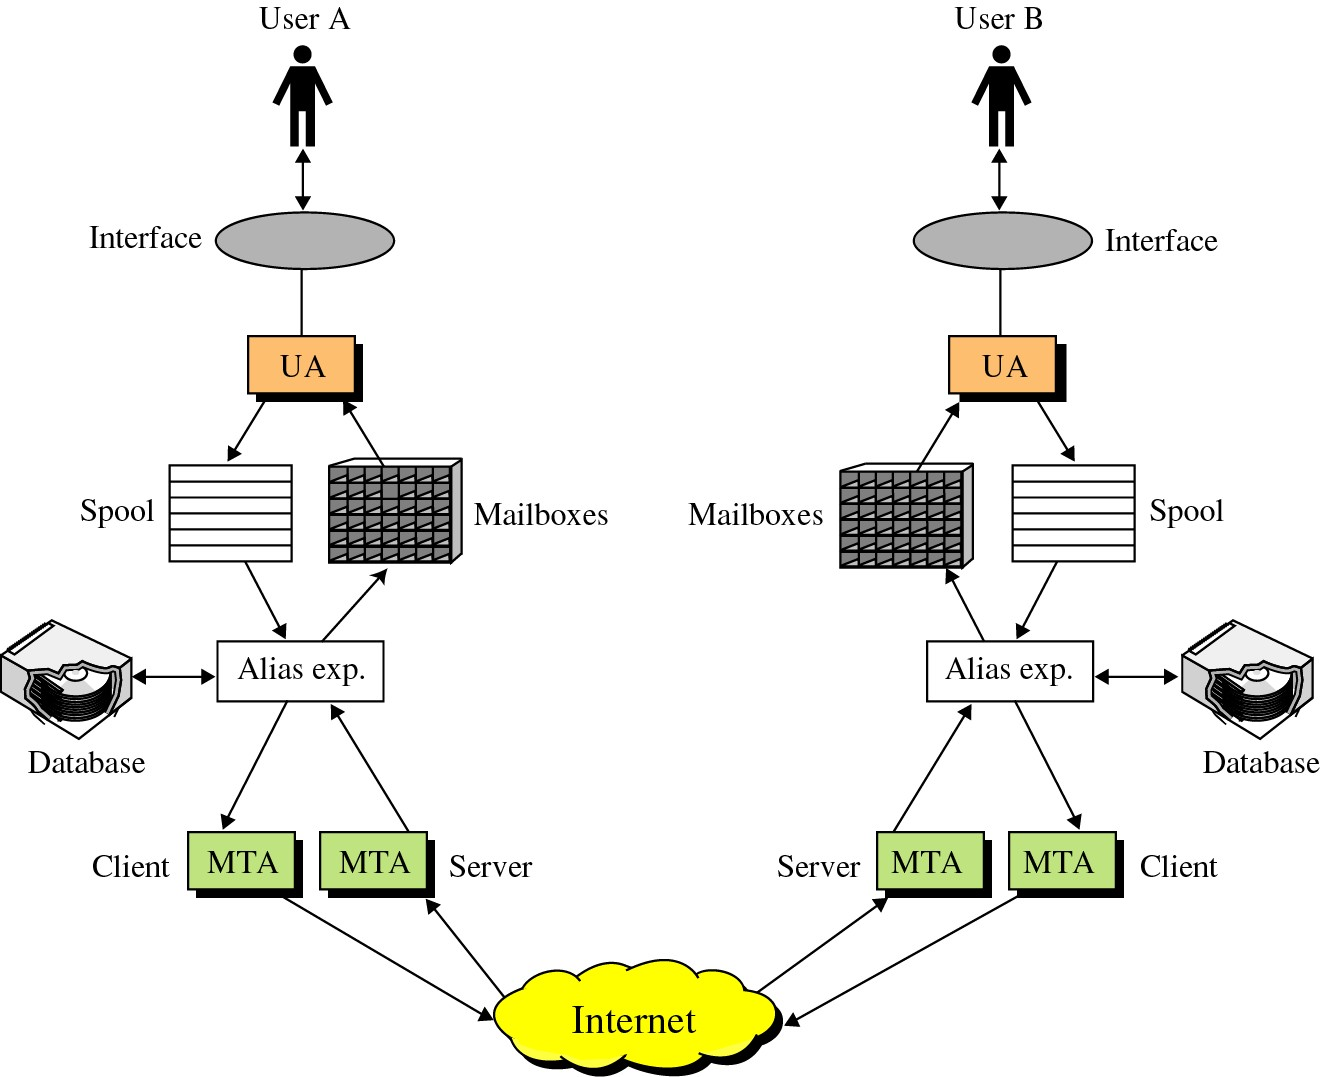 User A
User B
Interface
Interface
UA
UA
Spool
Mailboxes
Mailboxes
Spool
Alias exp.
Alias exp.
Database
Database
Client
MTA
MTA
Server
Server
MTA
MTA
Client
Internet